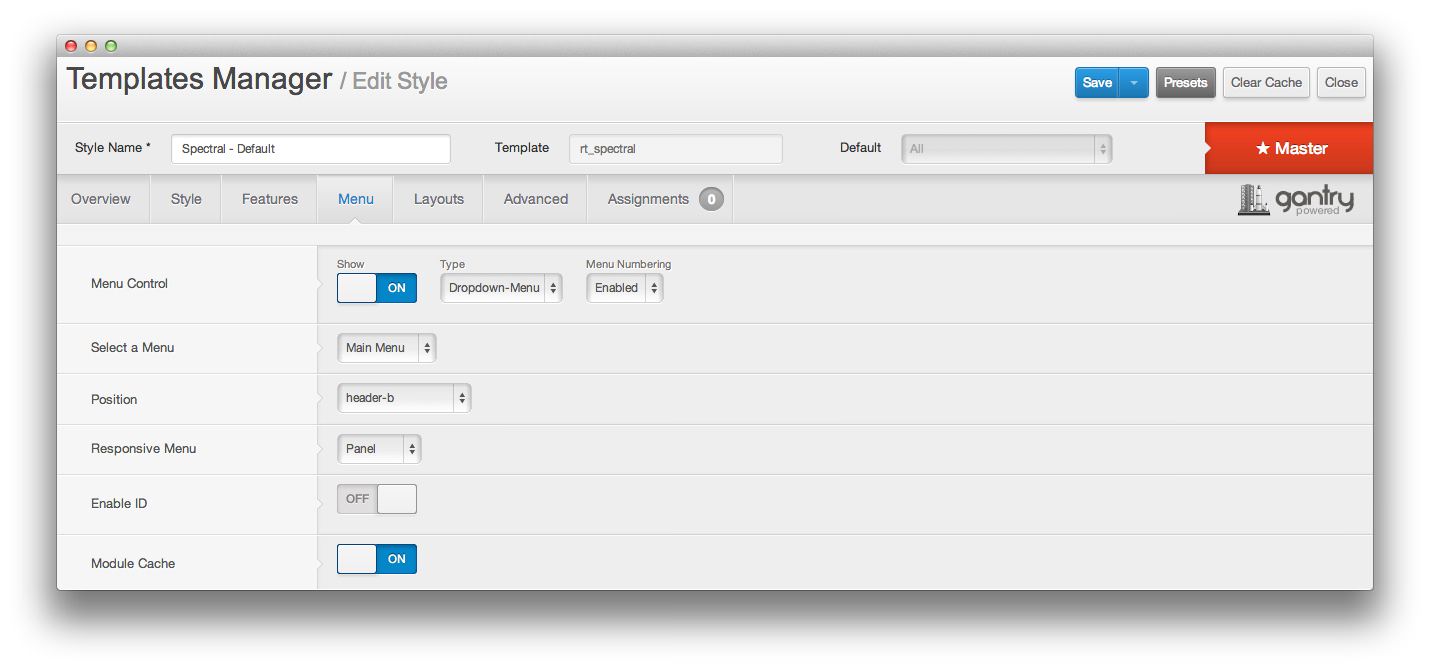 Templates Manager / Edit Style
Save Presets Clear Cache Close
Style Name * Spectral - Default Template rt_spectral Default All ★ Master
Overview Style Features Menu Layouts Advanced Assignments 0 gantry
powered
Show Type Menu Numbering
Menu Control ON Dropdown-Menu Enabled
Select a Menu Main Menu
Position header-b
Responsive Menu Panel
Enable ID OFF
Module Cache ON